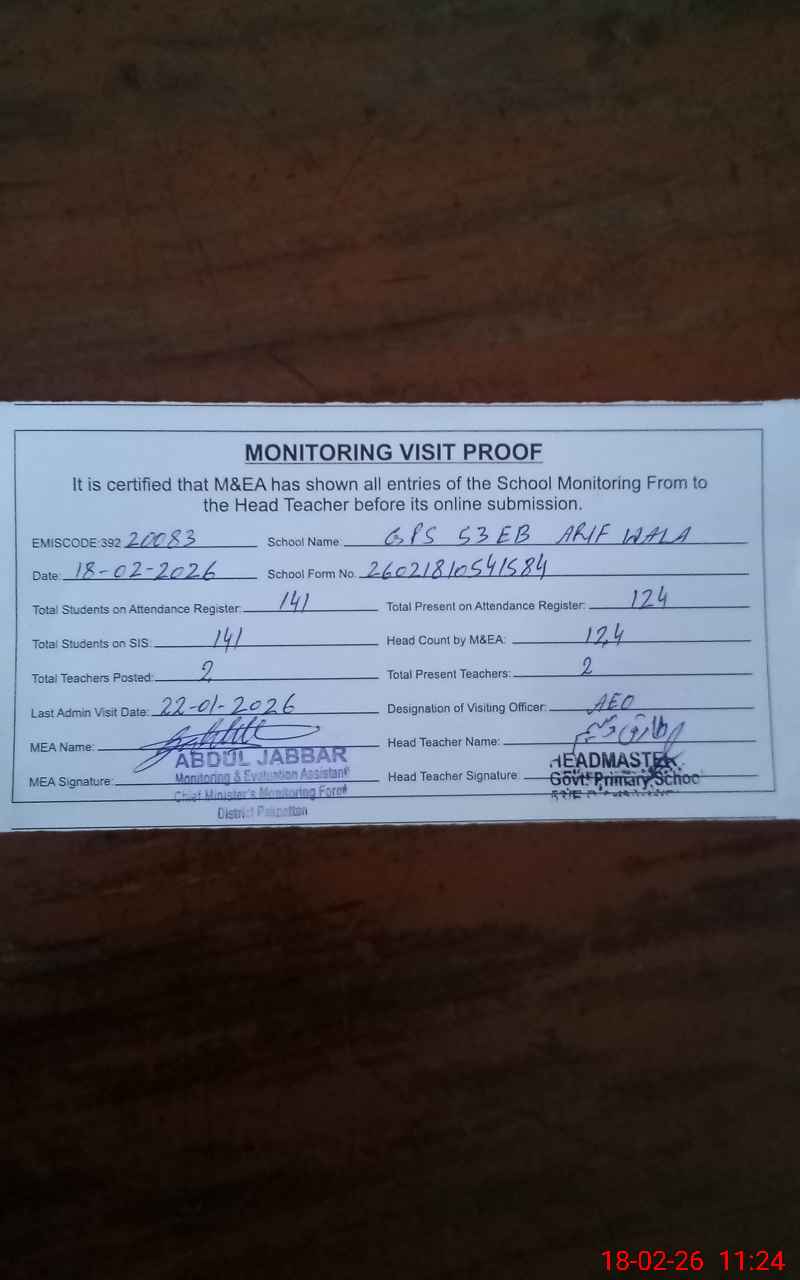 MONITORING VISIT PROOF
It is certified that M&EA has shown all entries of the School Monitoring From to
the Head Teacher before its online submission.
EMISCODE:392 20083 School Name GPS 53 EB ARIF WALA
Date: 18-02-2026 School Form No. 26021810541584
Total Students on Attendance Register: 141 Total Present on Attendance Register: 124
Total Students on SIS: 141 Head Count by M&EA: 124
Total Teachers Posted: 2 Total Present Teachers: 2
Last Admin Visit Date: 22-01-2026 Designation of Visiting Officer: AEO
MEA Name: Head Teacher Name:
ABDUL JABBAR HEADMASTER
MEA Signature: Monitoring & Evaluation Assistant Head Teacher Signature: Govt: Primary School
Chief Minister's Monitoring Force
District Pakpattan
18-02-26 11:24